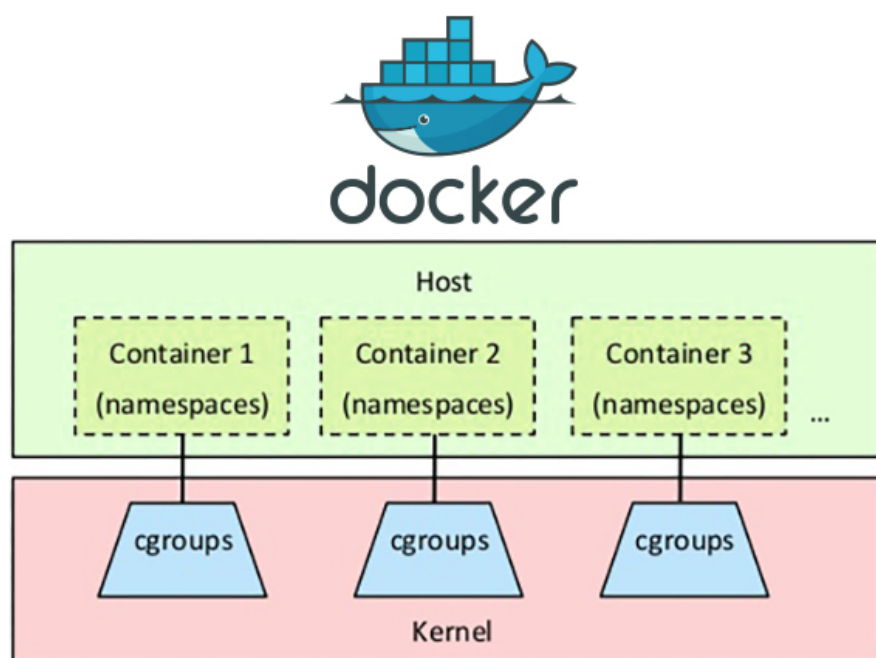 docker
Host
Container 1
(namespaces)
Container 2
(namespaces)
Container 3
(namespaces)
...
cgroups
cgroups
cgroups
Kernel